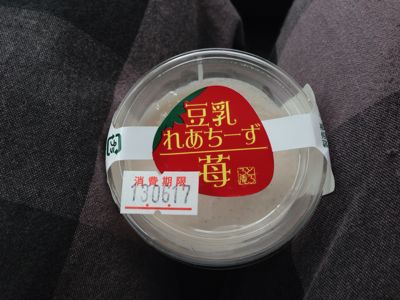 豆乳
れあちーず
苺
消費期限
130617